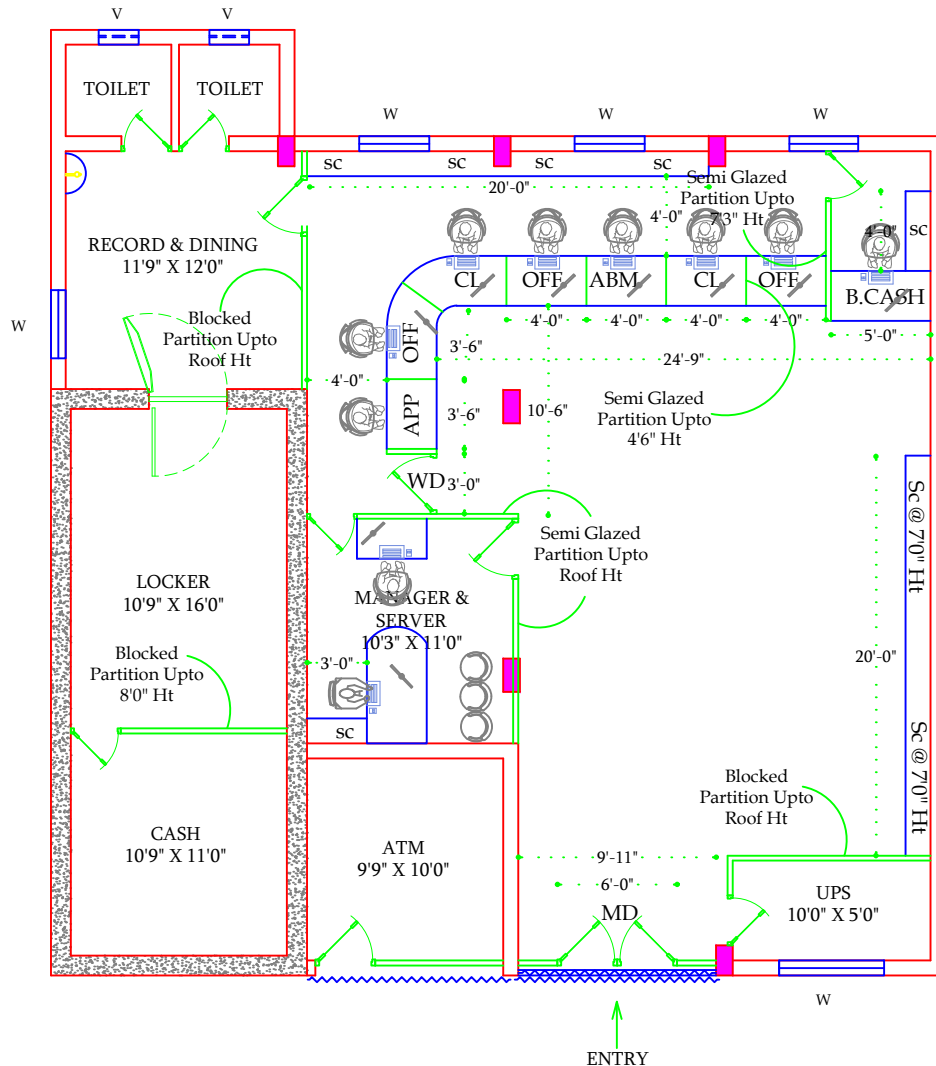 V
V
TOILET
TOILET
W
W
W
SC
SC
SC
SC
20'-0"
Semi Glazed
Partition Upto
7'3" Ht
4'-0"
4'-0"
SC
RECORD & DINING
11'9" X 12'0"
CL
OFF
ABM
CL
OFF
B.CASH
W
Blocked
Partition Upto
Roof Ht
OFF
4'-0"
4'-0"
4'-0"
4'-0"
5'-0"
3'-6"
24'-9"
4'-0"
APP
3'-6"
10'-6"
Semi Glazed
Partition Upto
4'6" Ht
WD
3'-0"
Sc @ 7'0" Ht
Semi Glazed
Partition Upto
Roof Ht
LOCKER
10'9" X 16'0"
MANAGER &
SERVER
10'3" X 11'0"
Blocked
Partition Upto
8'0" Ht
3'-0"
20'-0"
SC
Sc @ 7'0" Ht
Blocked
Partition Upto
Roof Ht
CASH
10'9" X 11'0"
ATM
9'9" X 10'0"
9'-11"
6'-0"
MD
UPS
10'0" X 5'0"
W
ENTRY